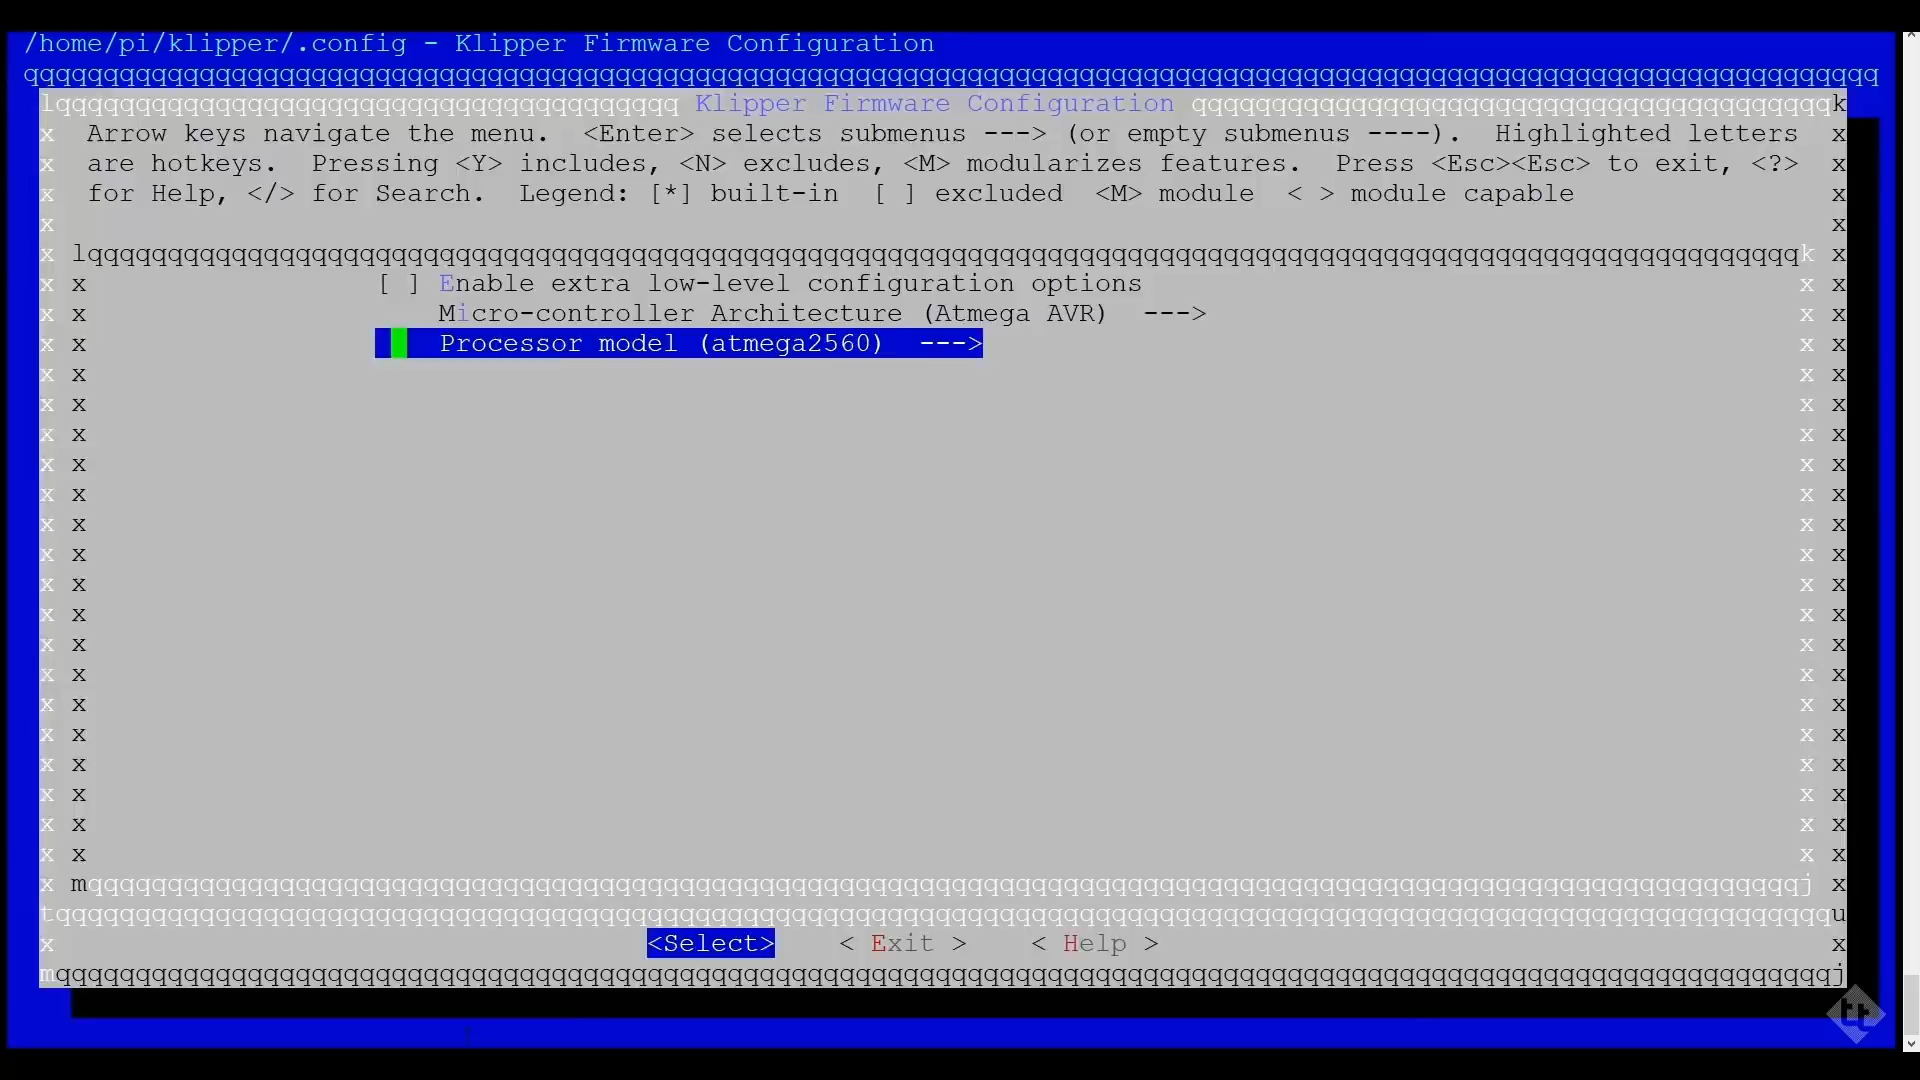 /home/pi/klipper/.config - Klipper Firmware Configuration
Klipper Firmware Configuration
Arrow keys navigate the menu.  <Enter> selects submenus ---> (or empty submenus ----).  Highlighted letters
are hotkeys.  Pressing <Y> includes, <N> excludes, <M> modularizes features.  Press <Esc><Esc> to exit, <?>
for Help, </> for Search.  Legend: [*] built-in  [ ] excluded  <M> module  < > module capable
[ ] Enable extra low-level configuration options
Micro-controller Architecture (Atmega AVR)  --->
Processor model (atmega2560)  --->
<Select>    < Exit >    < Help >
tt